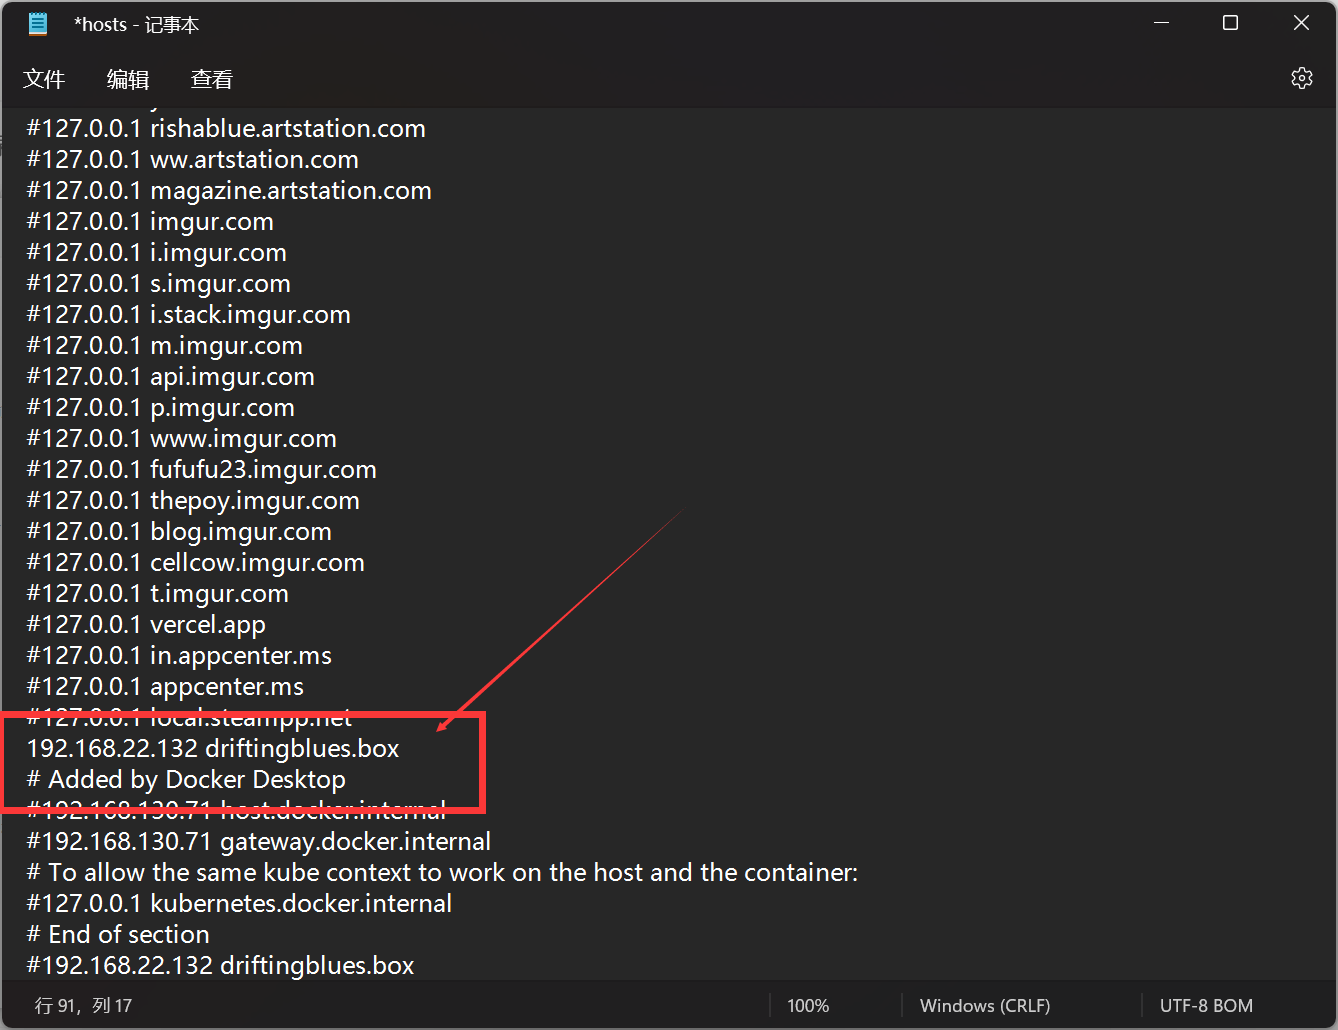 *hosts - 记事本
文件 编辑 查看
#127.0.0.1 rishablue.artstation.com
#127.0.0.1 ww.artstation.com
#127.0.0.1 magazine.artstation.com
#127.0.0.1 imgur.com
#127.0.0.1 i.imgur.com
#127.0.0.1 s.imgur.com
#127.0.0.1 i.stack.imgur.com
#127.0.0.1 m.imgur.com
#127.0.0.1 api.imgur.com
#127.0.0.1 p.imgur.com
#127.0.0.1 www.imgur.com
#127.0.0.1 fufufu23.imgur.com
#127.0.0.1 thepoy.imgur.com
#127.0.0.1 blog.imgur.com
#127.0.0.1 cellcow.imgur.com
#127.0.0.1 t.imgur.com
#127.0.0.1 vercel.app
#127.0.0.1 in.appcenter.ms
#127.0.0.1 appcenter.ms
#127.0.0.1 local.steampp.net
192.168.22.132 driftingblues.box
# Added by Docker Desktop
#192.168.130.71 host.docker.internal
#192.168.130.71 gateway.docker.internal
# To allow the same kube context to work on the host and the container:
#127.0.0.1 kubernetes.docker.internal
# End of section
#192.168.22.132 driftingblues.box
行 91，列 17 100% Windows (CRLF) UTF-8 BOM